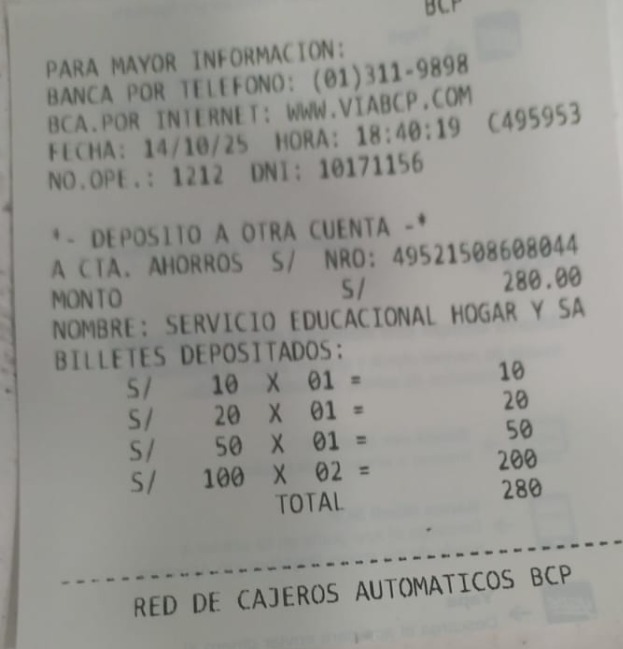 BCP
PARA MAYOR INFORMACION:
BANCA POR TELEFONO: (01)311-9898
BCA.POR INTERNET: WWW.VIABCP.COM
FECHA: 14/10/25 HORA: 18:40:19 C495953
NO.OPE.: 1212 DNI: 10171156
*- DEPOSITO A OTRA CUENTA -*
A CTA. AHORROS S/ NRO: 49521508608044
MONTO S/ 280.00
NOMBRE: SERVICIO EDUCACIONAL HOGAR Y SA
BILLETES DEPOSITADOS:
S/ 10 X 01 = 10
S/ 20 X 01 = 20
S/ 50 X 01 = 50
S/ 100 X 02 = 200
TOTAL 280
RED DE CAJEROS AUTOMATICOS BCP